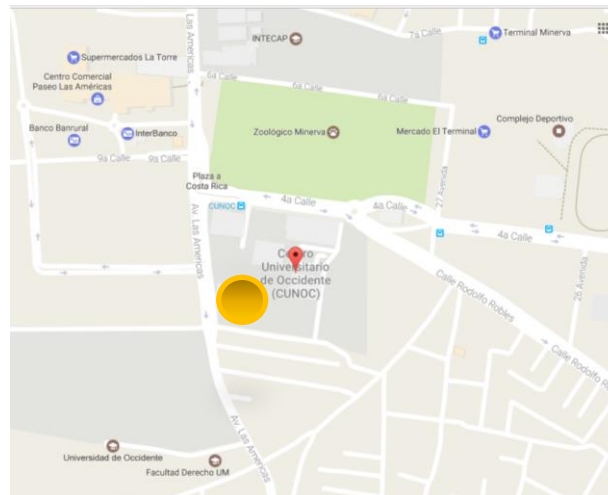 Las Américas
INTECAP
7a Calle
Terminal Minerva
Supermercados La Torre
Centro Comercial
Paseo Las Américas
6a Calle
6a Calle
6a Calle
Banco Banrural
InterBanco
Zoológico Minerva
Mercado El Terminal
Complejo Deportivo
9a Calle
9a Calle
Plaza a
Costa Rica
CUNOC
4a Calle
4a Calle
27 Avenida
4a Calle
Av. Las Américas
Centro
Universitario
de Occidente
(CUNOC)
Calle Rodolfo Robles
26 Avenida
Calle Rodolfo Ro
Av. Las Américas
Universidad de Occidente
Facultad Derecho UM